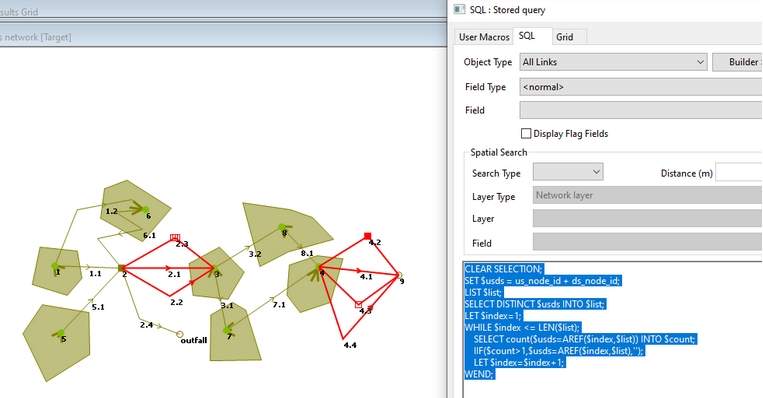 sults Grid
s network [Target]
SQL : Stored query
User Macros
SQL
Grid
Object Type
All Links
Builder
Field Type
<normal>
Field
Display Flag Fields
Spatial Search
Search Type
Distance (m)
Layer Type
Network layer
Layer
Field
CLEAR SELECTION;
SET $usds = us_node_id + ds_node_id;
LIST $list;
SELECT DISTINCT $usds INTO $list;
LET $index=1;
WHILE $index <= LEN($list);
SELECT count($usds=AREF($index,$list)) INTO $count;
IIF($count>1,$usds=AREF($index,$list),'');
LET $index=$index+1;
WEND;
1.2
6
6.1
2.3
8
4.2
3.2
8.1
1
1.1
2
2.1
3
4.1
9
2.2
3.1
7.1
4.3
5.1
2.4
5
outfall
7
4.4